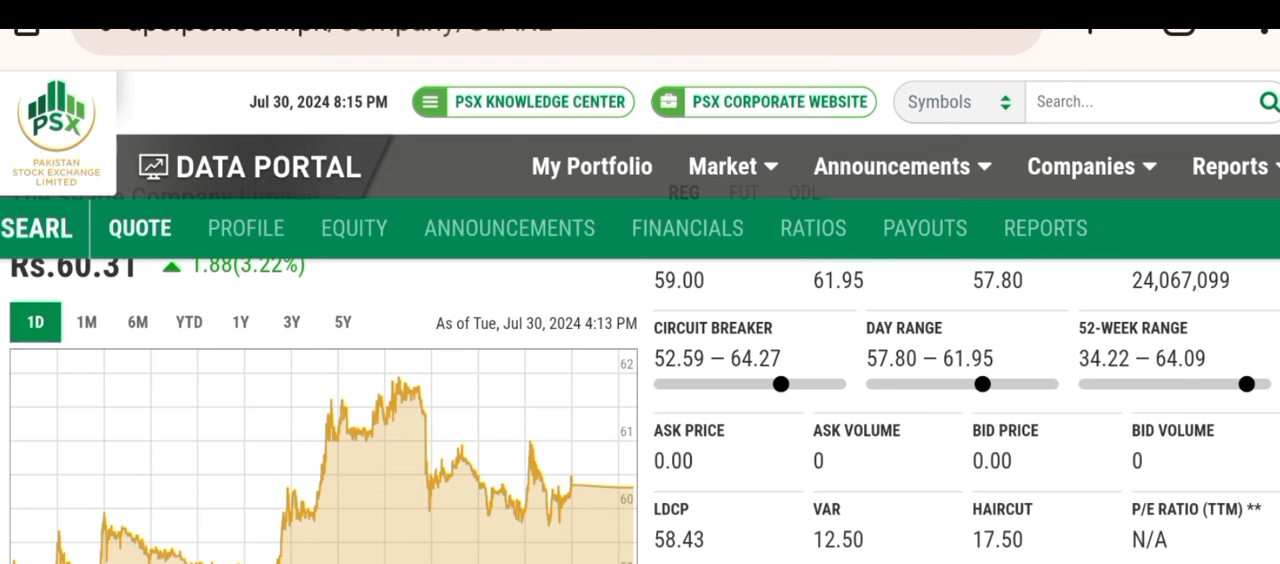 Jul 30, 2024 8:15 PM
PSX KNOWLEDGE CENTER
PSX CORPORATE WEBSITE
Symbols
Search...
PSX
PAKISTAN
STOCK EXCHANGE
LIMITED
DATA PORTAL
My Portfolio Market Announcements Companies Reports
REG FUT ODL
SEARL QUOTE PROFILE EQUITY ANNOUNCEMENTS FINANCIALS RATIOS PAYOUTS REPORTS
Rs.60.31 1.88(3.22%)
59.00 61.95 57.80 24,067,099
1D 1M 6M YTD 1Y 3Y 5Y As of Tue, Jul 30, 2024 4:13 PM
62
61
60
CIRCUIT BREAKER DAY RANGE 52-WEEK RANGE
52.59 — 64.27 57.80 — 61.95 34.22 — 64.09
ASK PRICE ASK VOLUME BID PRICE BID VOLUME
0.00 0 0.00 0
LDCP VAR HAIRCUT P/E RATIO (TTM) **
58.43 12.50 17.50 N/A